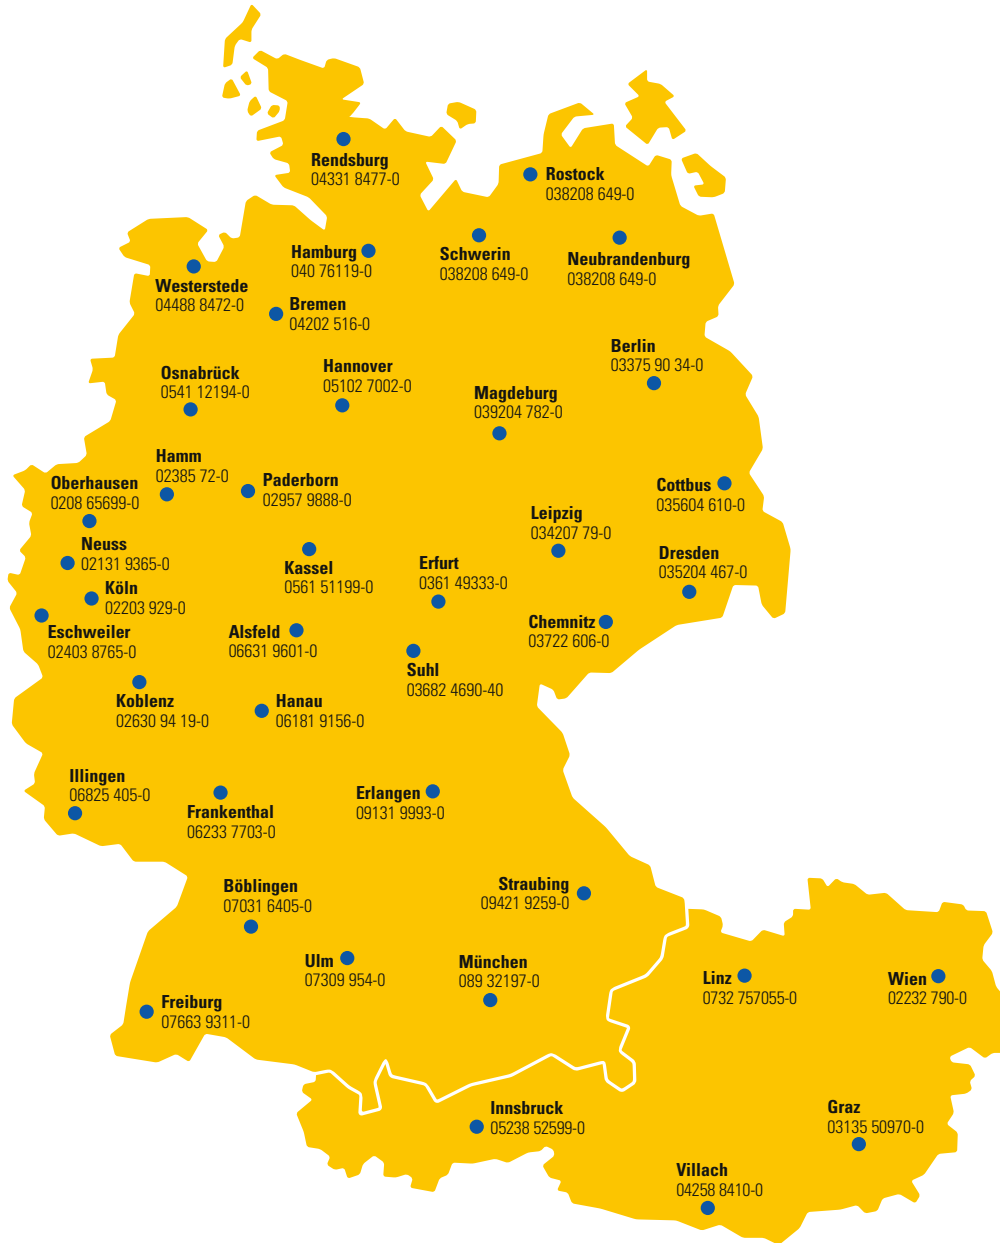 Rendsburg
04331 8477-0
Rostock
038208 649-0
Hamburg
040 76119-0
Schwerin
038208 649-0
Neubrandenburg
038208 649-0
Westerstede
04488 8472-0
Bremen
04202 516-0
Berlin
03375 90 34-0
Osnabrück
0541 12194-0
Hannover
05102 7002-0
Magdeburg
039204 782-0
Hamm
02385 72-0
Oberhausen
0208 65699-0
Paderborn
02957 9888-0
Cottbus
035604 610-0
Leipzig
034207 79-0
Neuss
02131 9365-0
Kassel
0561 51199-0
Erfurt
0361 49333-0
Dresden
035204 467-0
Köln
02203 929-0
Eschweiler
02403 8765-0
Alsfeld
06631 9601-0
Chemnitz
03722 606-0
Suhl
03682 4690-40
Koblenz
02630 94 19-0
Hanau
06181 9156-0
Illingen
06825 405-0
Frankenthal
06233 7703-0
Erlangen
09131 9993-0
Böblingen
07031 6405-0
Straubing
09421 9259-0
Ulm
07309 954-0
München
089 32197-0
Linz
0732 757055-0
Wien
02232 790-0
Freiburg
07663 9311-0
Innsbruck
05238 52599-0
Graz
03135 50970-0
Villach
04258 8410-0